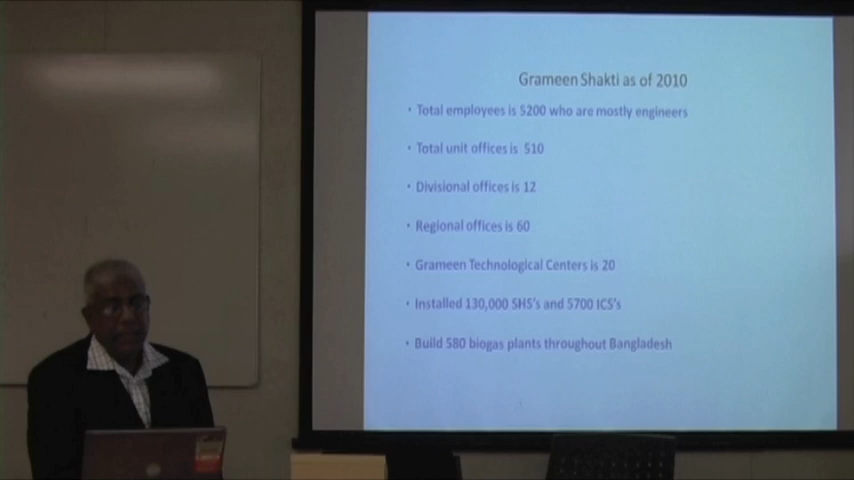 Grameen Shakti as of 2010
• Total employees is 5200 who are mostly engineers
• Total unit offices is 510
• Divisional offices is 12
• Regional offices is 60
• Grameen Technological Centers is 20
• Installed 130,000 SHS's and 5700 ICS's
• Build 580 biogas plants throughout Bangladesh